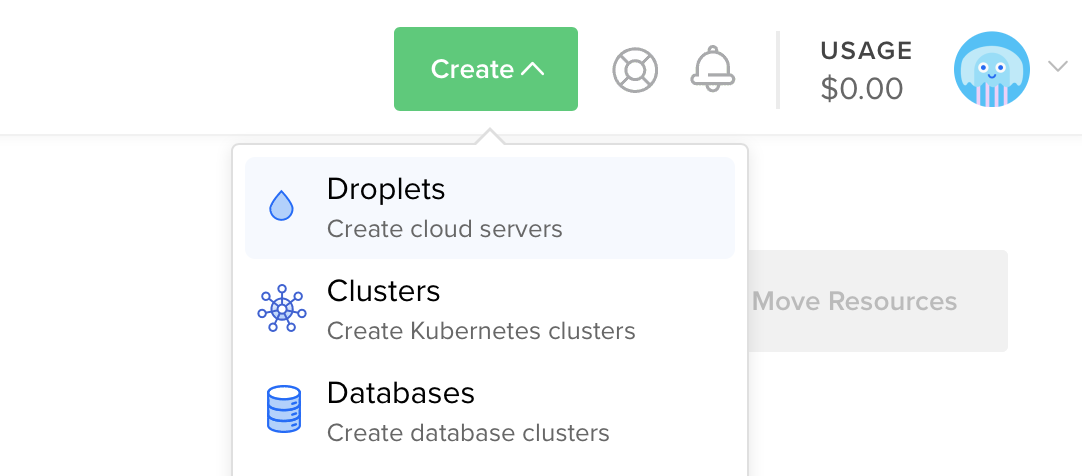 Create
USAGE
$0.00
Droplets
Create cloud servers
Clusters
Create Kubernetes clusters
Move Resources
Databases
Create database clusters